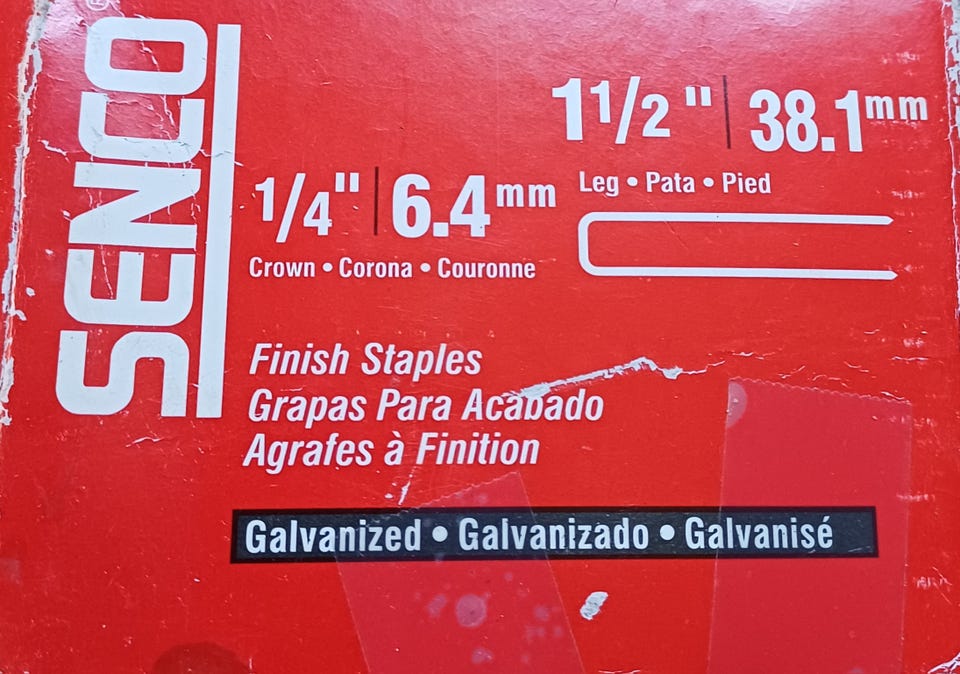 SENCO®
1 1/2" | 38.1mm
Leg • Pata • Pied
1/4" | 6.4mm
Crown • Corona • Couronne
Finish Staples
Grapas Para Acabado
Agrafes à Finition
Galvanized • Galvanizado • Galvanisé